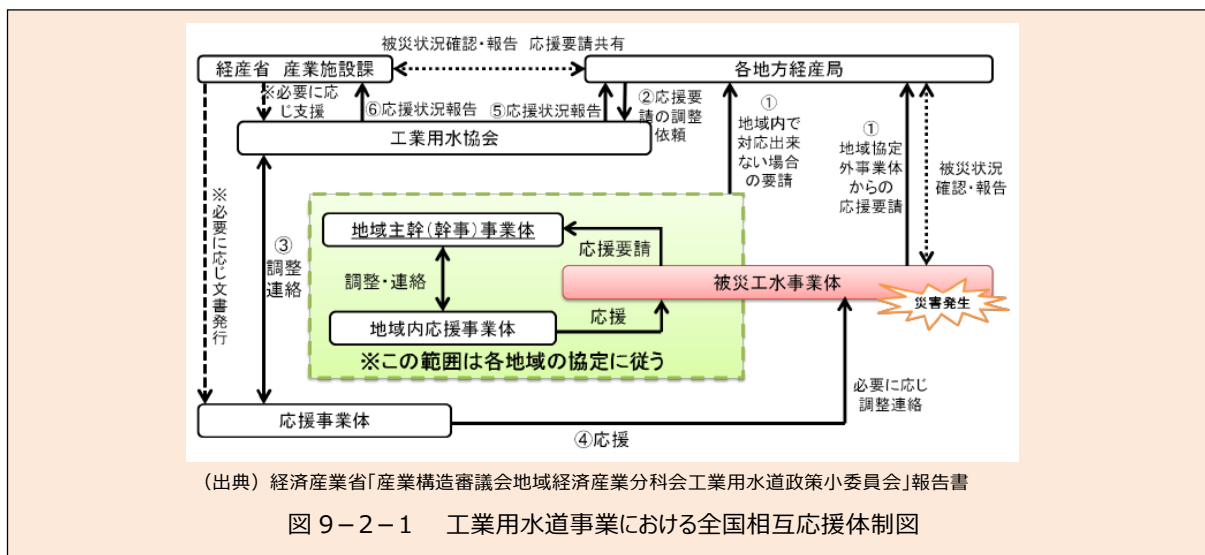 被災状況確認・報告 応援要請共有
経産省 産業施設課
各地方経産局
※必要に応
じ支援
⑥応援状況報告
⑤応援状況報告
②応援要
請の調整
依頼
①
地域内で
対応出来
ない場合
の要請
①
地域協定
外事業体
からの
応援要請
被災状況
確認・報告
工業用水協会
※必要に応じ文書発行
③
調整
連絡
地域主幹(幹事)事業体
応援要請
調整・連絡
被災工水事業体
災害発生
地域内応援事業体
応援
※この範囲は各地域の協定に従う
必要に応じ
調整連絡
応援事業体
④応援
（出典）経済産業省「産業構造審議会地域経済産業分科会工業用水道政策小委員会」報告書
図 9－2－1 工業用水道事業における全国相互応援体制図